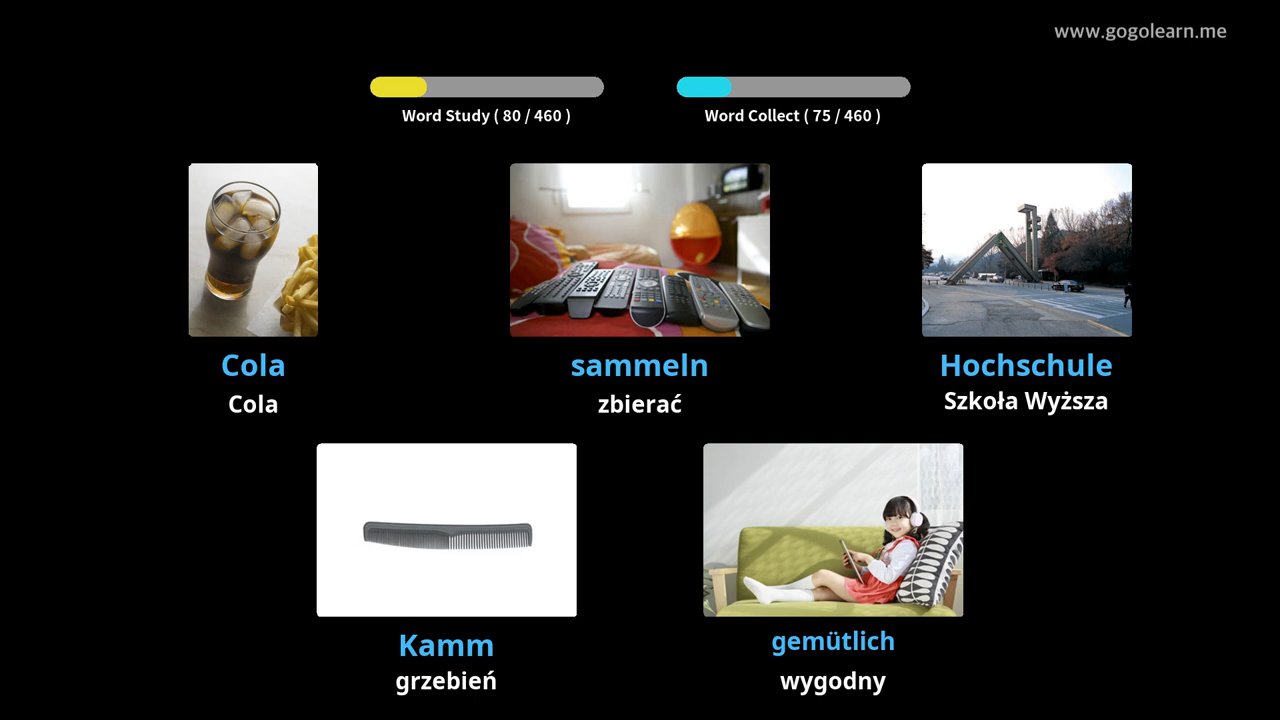 www.gogolearn.me
Word Study ( 80 / 460 )
Word Collect ( 75 / 460 )
Cola
Cola
sammeln
zbierać
Hochschule
Szkoła Wyższa
Kamm
grzebień
gemütlich
wygodny